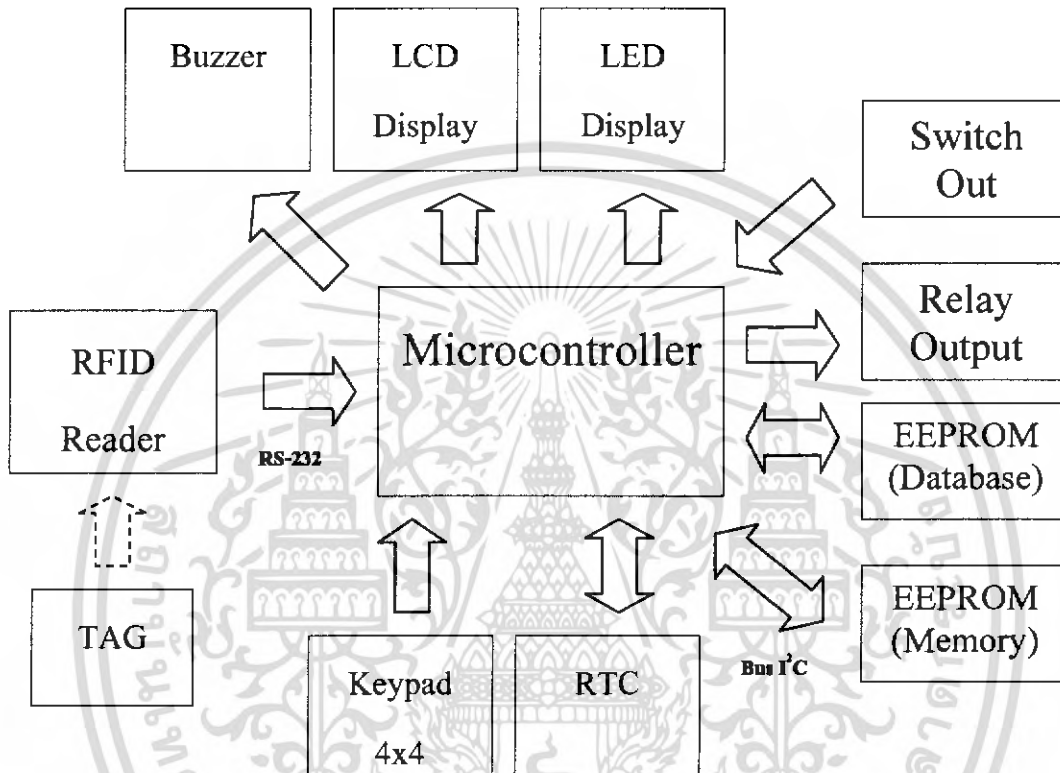 Buzzer
LCD
Display
LED
Display
Switch
Out
Microcontroller
Relay
Output
RFID
Reader
RS-232
EEPROM
(Database)
TAG
Keypad
4x4
RTC
Bus I²C
EEPROM
(Memory)